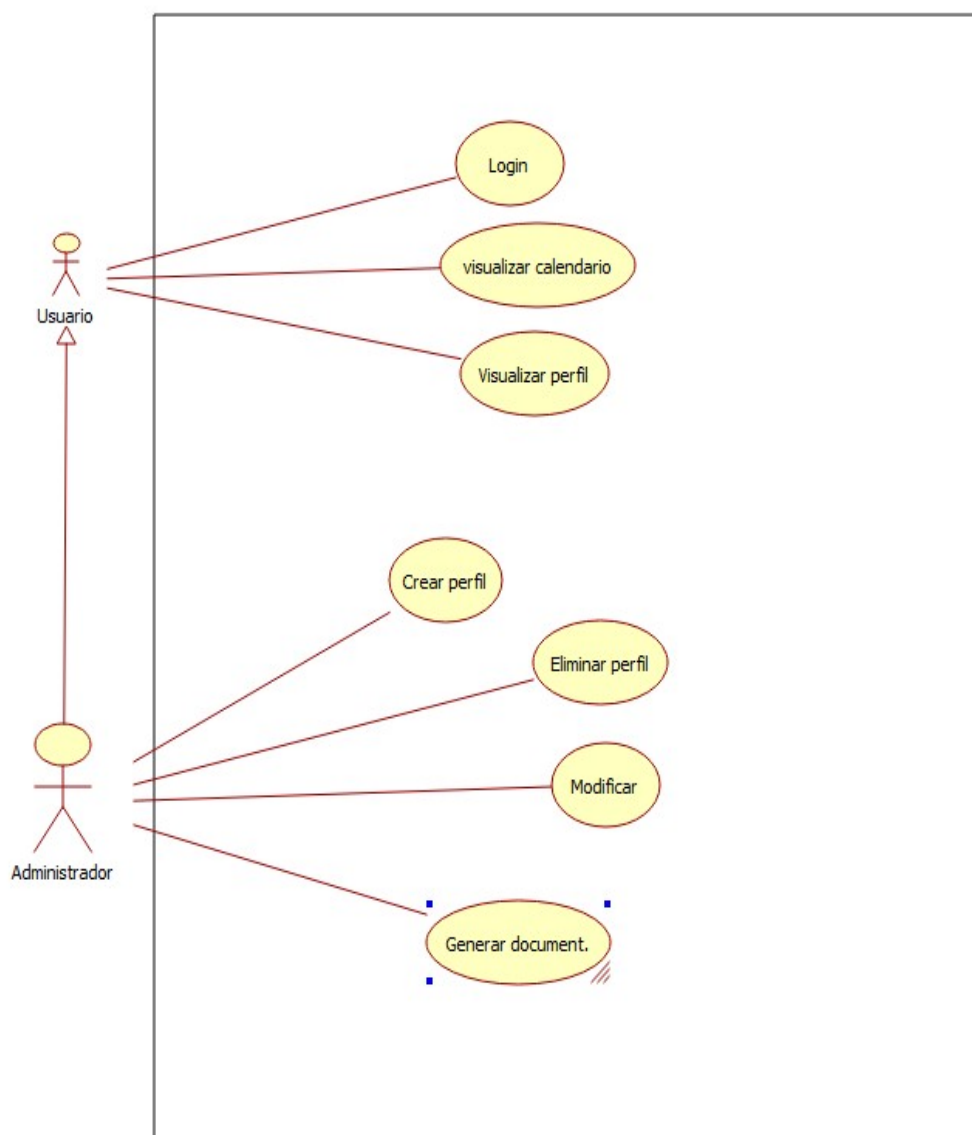 Login
visualizar calendario
Visualizar perfil
Usuario
Crear perfil
Eliminar perfil
Modificar
Administrador
Generar document.